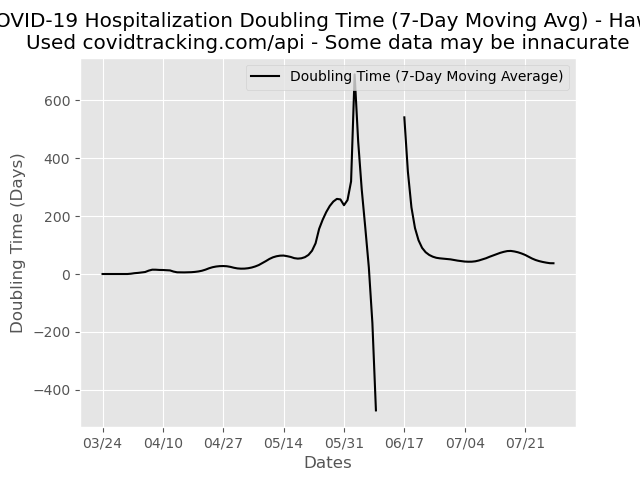 OVID-19 Hospitalization Doubling Time (7-Day Moving Avg) - Haw
Used covidtracking.com/api - Some data may be innacurate
Doubling Time (7-Day Moving Average)
600
400
200
0
−200
−400
Doubling Time (Days)
03/24 04/10 04/27 05/14 05/31 06/17 07/04 07/21
Dates